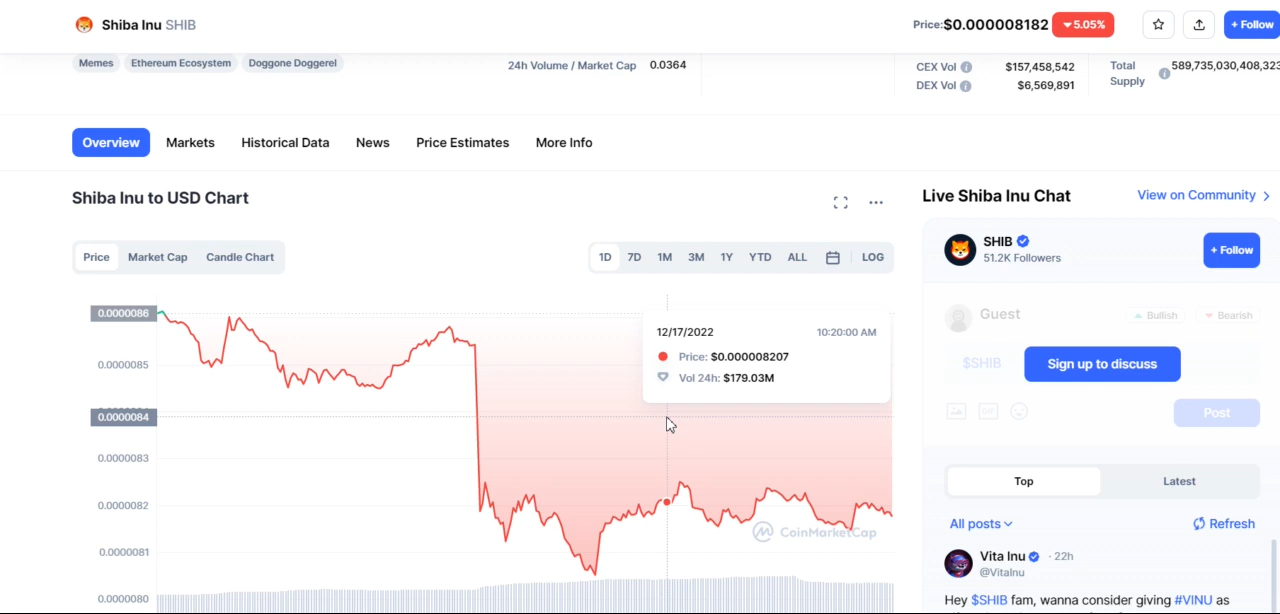 Shiba Inu SHIB
Price:$0.000008182 5.05%
+ Follow
Memes Ethereum Ecosystem Doggone Doggerel
24h Volume / Market Cap 0.0364
CEX Vol $157,458,542
DEX Vol $6,569,891
Total Supply 589,735,030,408,323
Overview Markets Historical Data News Price Estimates More Info
Shiba Inu to USD Chart
Price Market Cap Candle Chart
1D 7D 1M 3M 1Y YTD ALL LOG
0.0000086
0.0000085
0.0000084
0.0000083
0.0000082
0.0000081
0.0000080
12/17/2022 10:20:00 AM
Price: $0.000008207
Vol 24h: $179.03M
CoinMarketCap
Live Shiba Inu Chat View on Community
SHIB
51.2K Followers
+ Follow
Guest Bullish Bearish
$SHIB
Sign up to discuss
GIF
Post
Top Latest
All posts Refresh
Vita Inu · 22h
@VitaInu
Hey $SHIB fam, wanna consider giving #VINU as